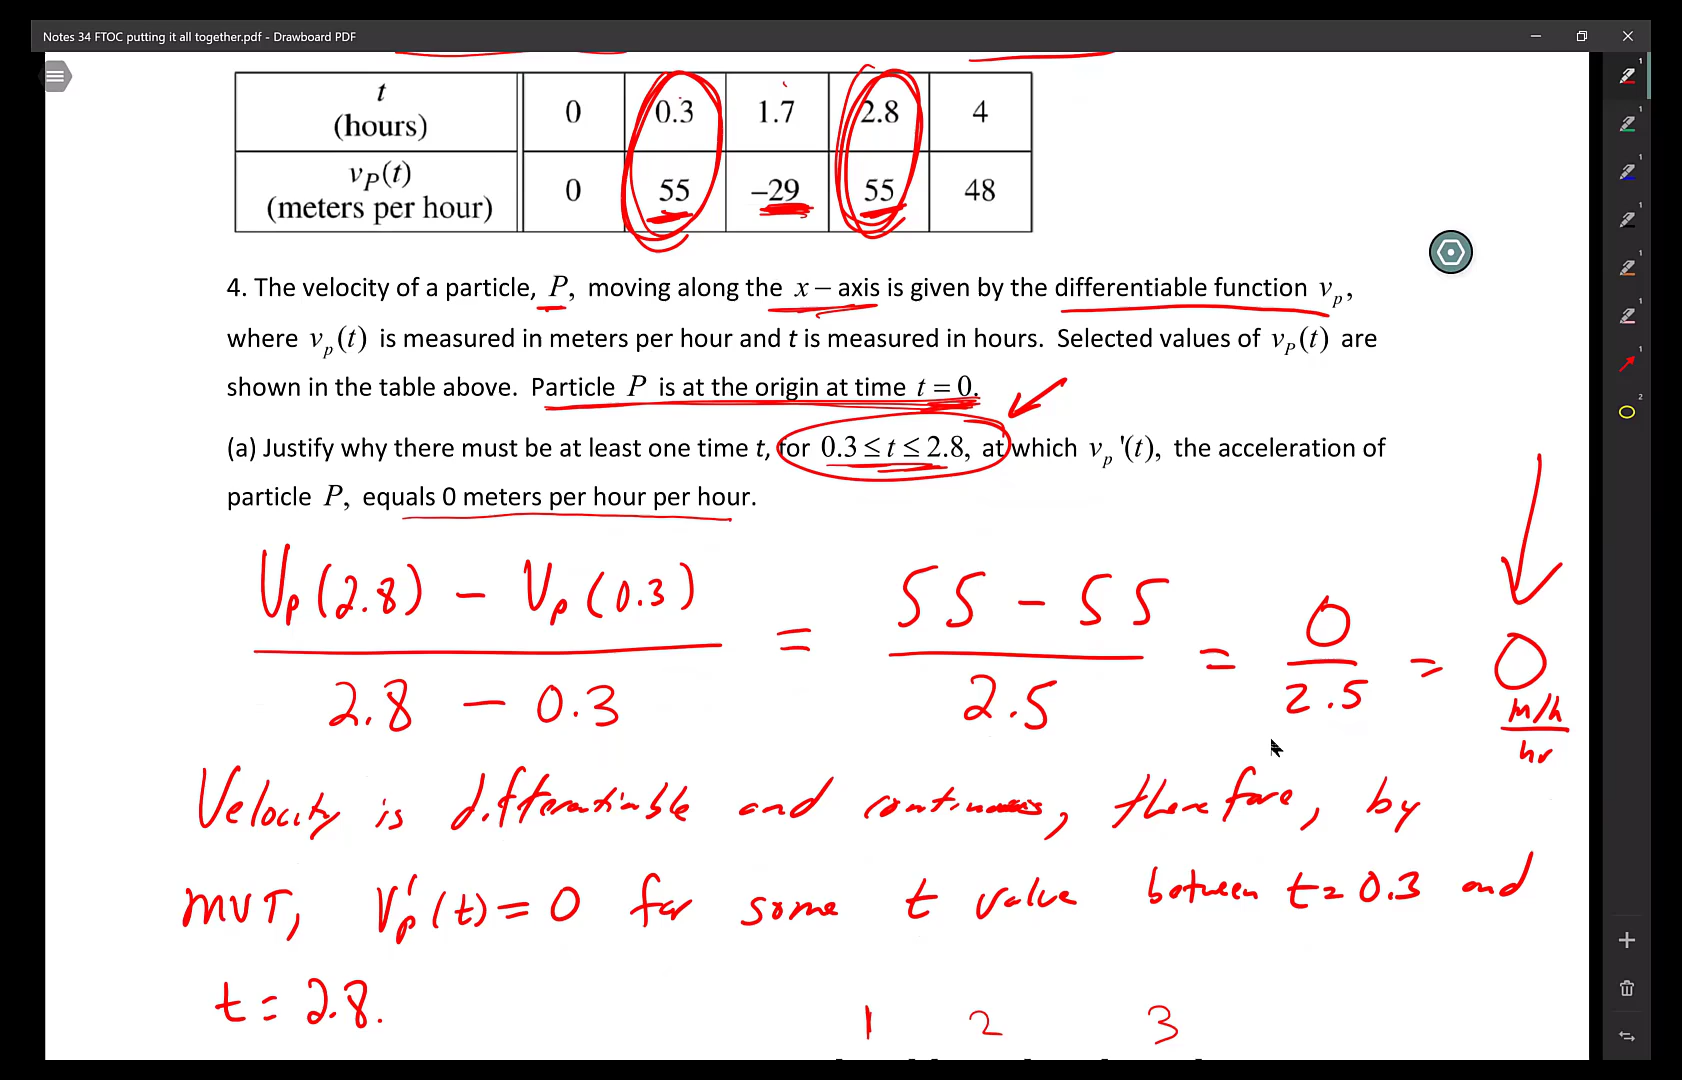 Notes 34 FTOC putting it all together.pdf - Drawboard PDF
t (hours) 0 0.3 1.7 2.8 4
vP(t) (meters per hour) 0 55 −29 55 48
4. The velocity of a particle, P, moving along the x − axis is given by the differentiable function vp,
where vp(t) is measured in meters per hour and t is measured in hours. Selected values of vP(t) are
shown in the table above. Particle P is at the origin at time t = 0.
(a) Justify why there must be at least one time t, for 0.3 ≤ t ≤ 2.8, at which vp'(t), the acceleration of
particle P, equals 0 meters per hour per hour.
Vp(2.8) − Vp(0.3) / 2.8 − 0.3 = 55 − 55 / 2.5 = 0 / 2.5 = 0 m/h / hr
Velocity is differentiable and continuous, therefore, by
MVT, Vp'(t) = 0 for some t value between t = 0.3 and
t = 2.8.
1 2 3